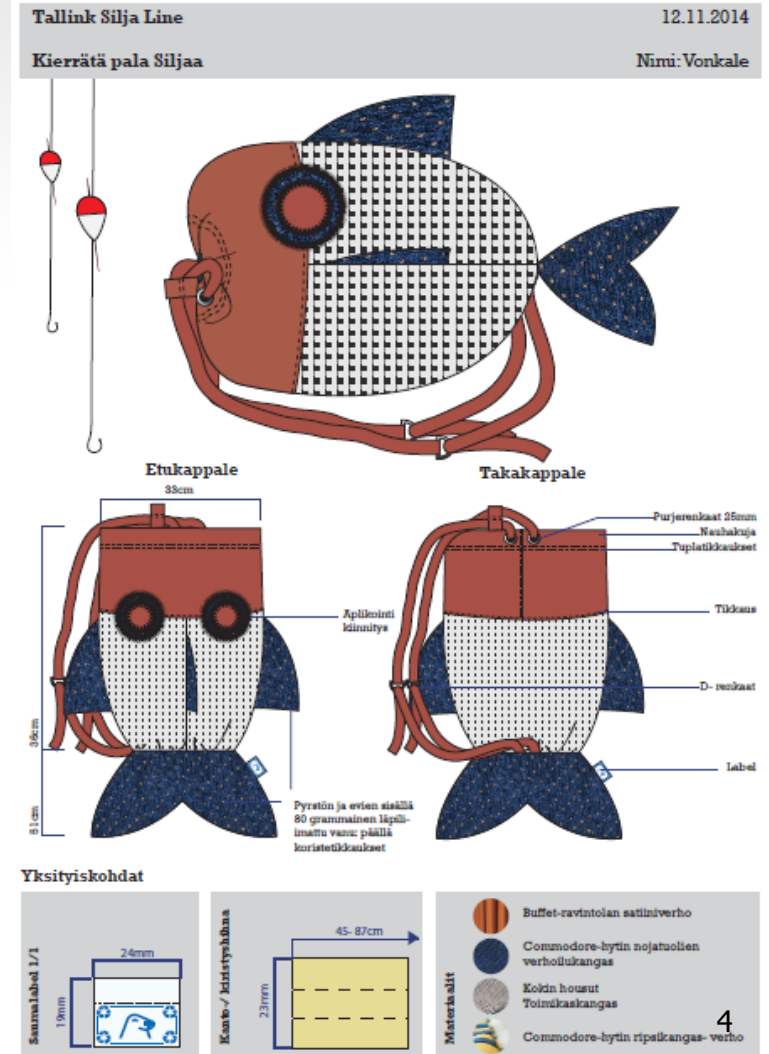 Tallink Silja Line
12.11.2014
Kierrätä pala Siljaa
Nimi: Vonkale
Etukappale
Takakappale
33cm
Purjerenkaat 25mm
Nauhakuja
Tuplatikkaukset
Aplikointi
kiinnitys
Tikkaus
D- renkaat
36cm
Label
51cm
Pyrstön ja evien sisällä
80 grammainen läpili-
imattu vanu: päällä
koristetikkaukset
Yksityiskohdat
Saumalabel 1/1
24mm
19mm
Kanto-/ kiristyshihna
45- 87cm
23mm
Materiaalit
Buffet-ravintolan satiiniverho
Commodore-hytin nojatuolien
verhoilukangas
Kokin housut
Toimikaskangas
Commodore-hytin ripsikangas- verho
4